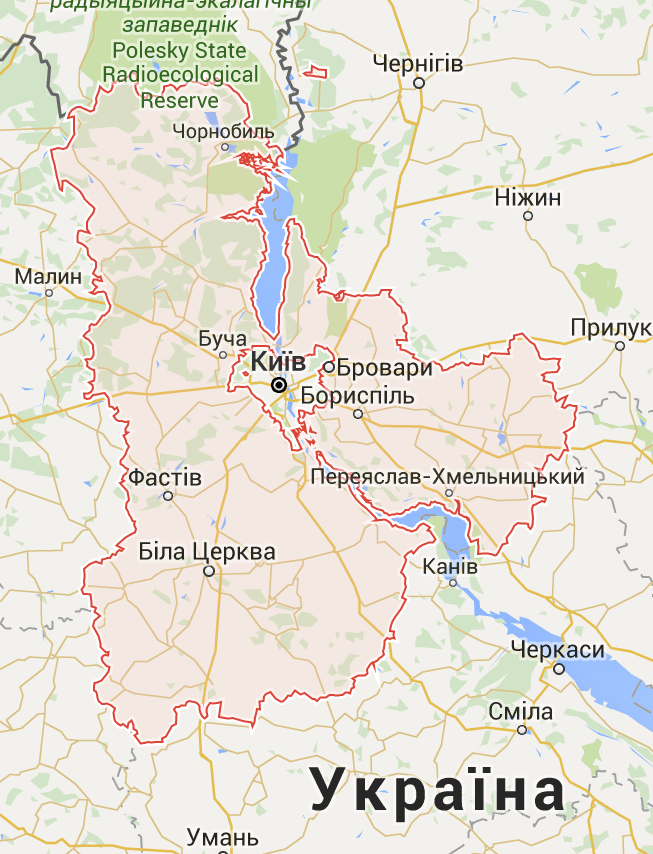 радыяцыйна-экалагічны
запаведнік
Polesky State
Radioecological
Reserve
Чернігів
Чорнобиль
Ніжин
Малин
Прилук
Буча
Київ
Бровари
Бориспіль
Фастів
Переяслав-Хмельницький
Біла Церква
Канів
Черкаси
Сміла
Україна
Умань